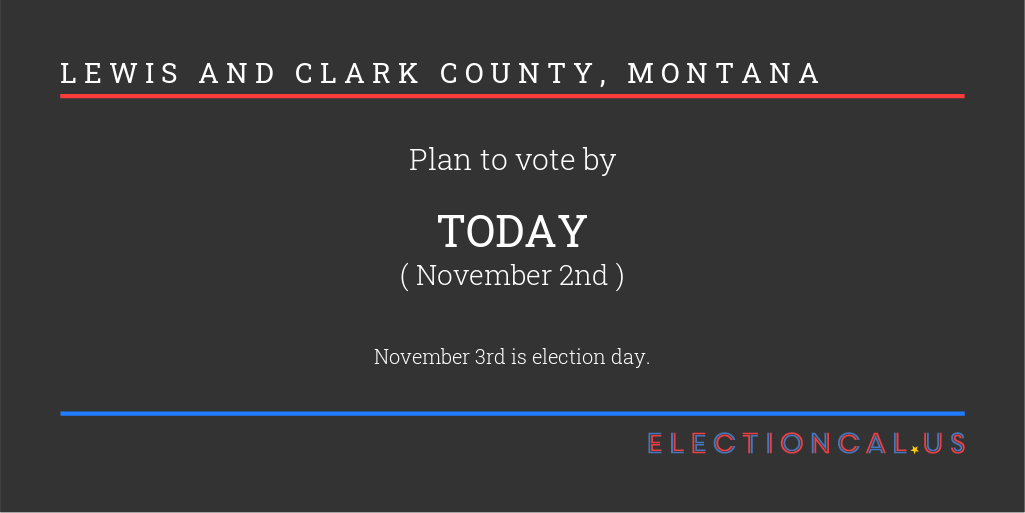 LEWIS AND CLARK COUNTY, MONTANA
Plan to vote by
TODAY
( November 2nd )
November 3rd is election day.
ELECTIONCAL.US